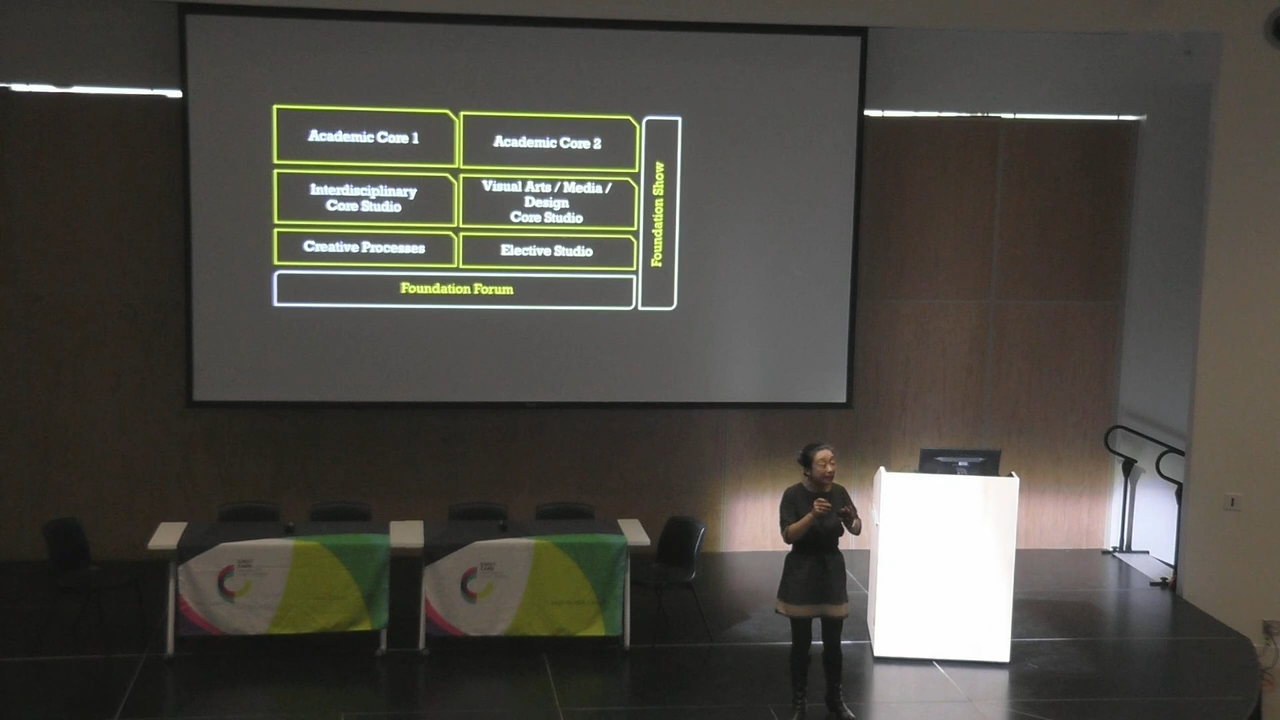 Academic Core 1
Academic Core 2
Interdisciplinary
Core Studio
Visual Arts / Media /
Design
Core Studio
Creative Processes
Elective Studio
Foundation Forum
Foundation Show